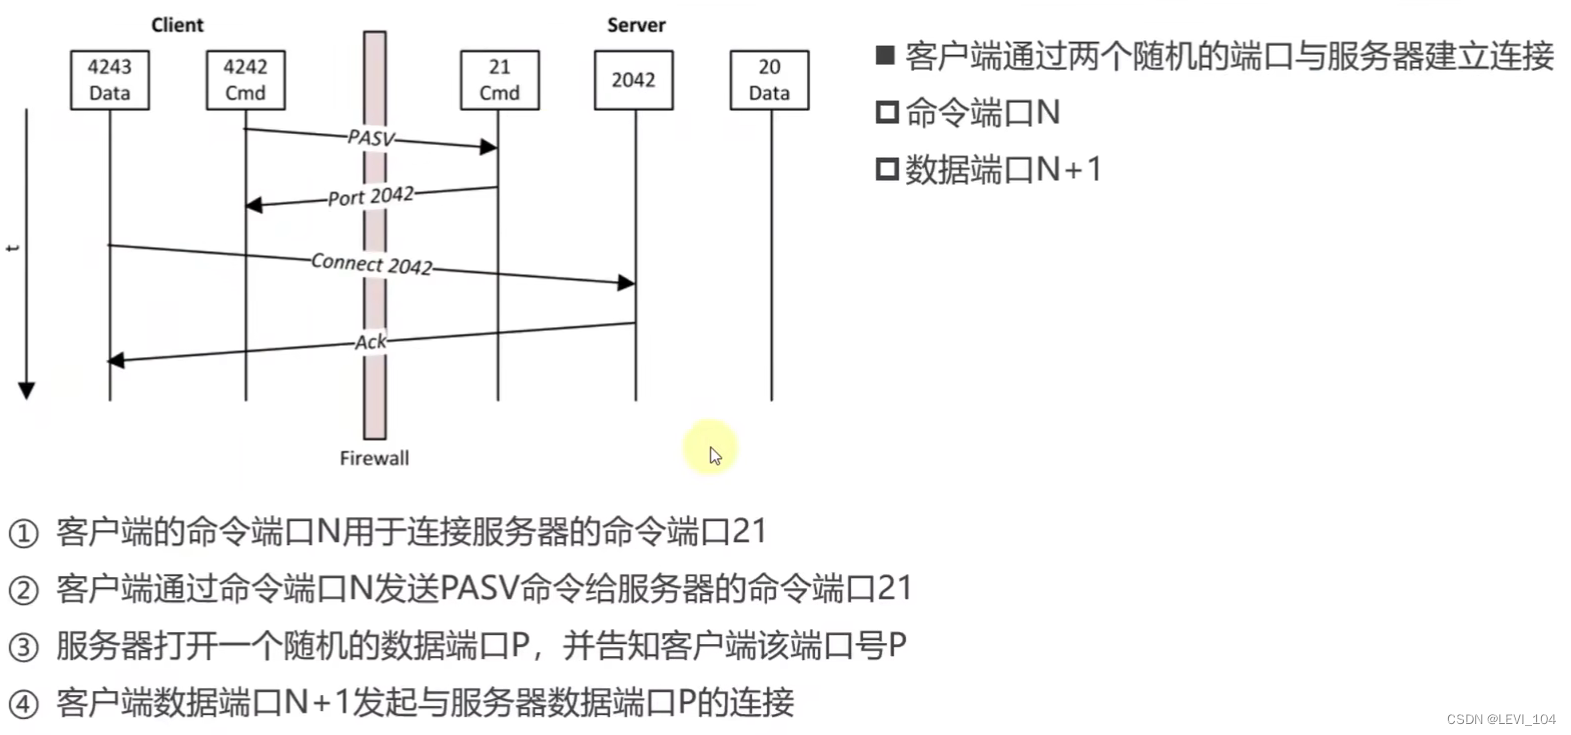 Client
Server
4243
Data
4242
Cmd
21
Cmd
2042
20
Data
PASV
Port 2042
Connect 2042
Ack
t
Firewall
客户端通过两个随机的端口与服务器建立连接
命令端口N
数据端口N+1
① 客户端的命令端口N用于连接服务器的命令端口21
② 客户端通过命令端口N发送PASV命令给服务器的命令端口21
③ 服务器打开一个随机的数据端口P，并告知客户端该端口号P
④ 客户端数据端口N+1发起与服务器数据端口P的连接
CSDN @LEVI_104